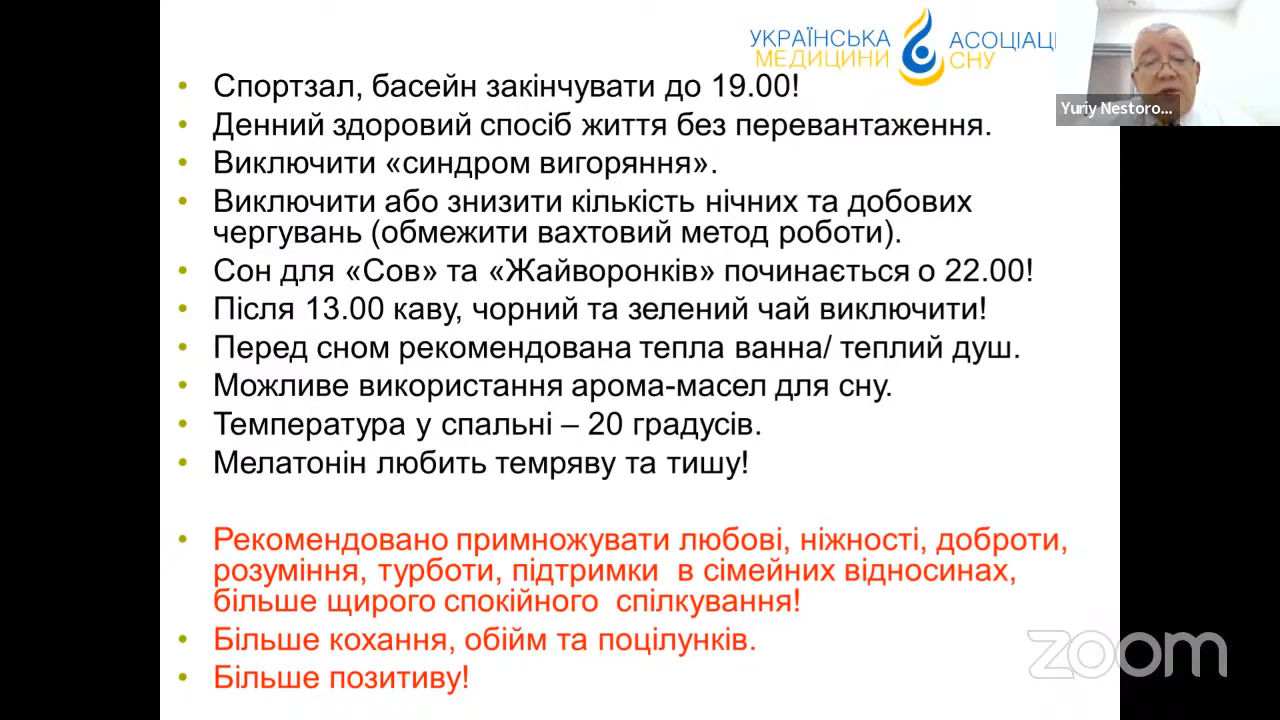 УКРАЇНСЬКА АСОЦІАЦІ
МЕДИЦИНИ СНУ
Yuriy Nestoro...
• Спортзал, басейн закінчувати до 19.00!
• Денний здоровий спосіб життя без перевантаження.
• Виключити «синдром вигоряння».
• Виключити або знизити кількість нічних та добових
чергувань (обмежити вахтовий метод роботи).
• Сон для «Сов» та «Жайворонків» починається о 22.00!
• Після 13.00 каву, чорний та зелений чай виключити!
• Перед сном рекомендована тепла ванна/ теплий душ.
• Можливе використання арома-масел для сну.
• Температура у спальні – 20 градусів.
• Мелатонін любить темряву та тишу!
• Рекомендовано примножувати любові, ніжності, доброти,
розуміння, турботи, підтримки  в сімейних відносинах,
більше щирого спокійного  спілкування!
• Більше кохання, обійм та поцілунків.
• Більше позитиву!
zoom